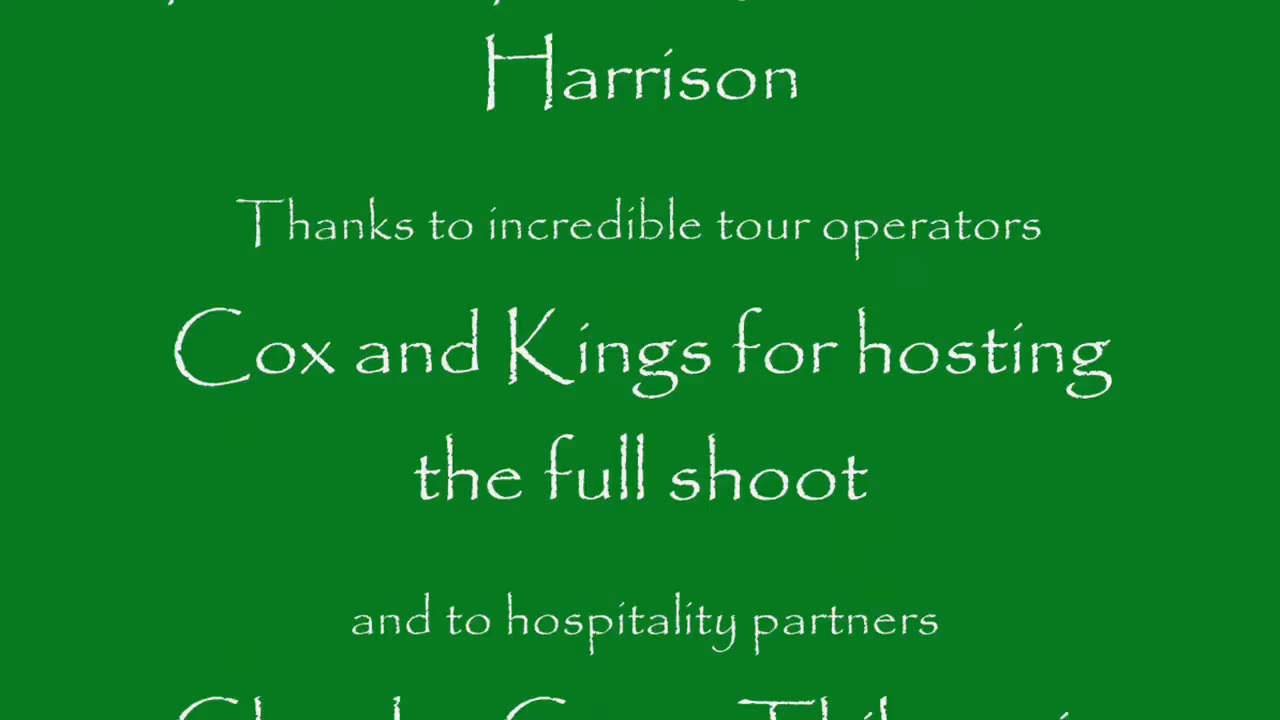 Harrison
Thanks to incredible tour operators
Cox and Kings for hosting
the full shoot
and to hospitality partners